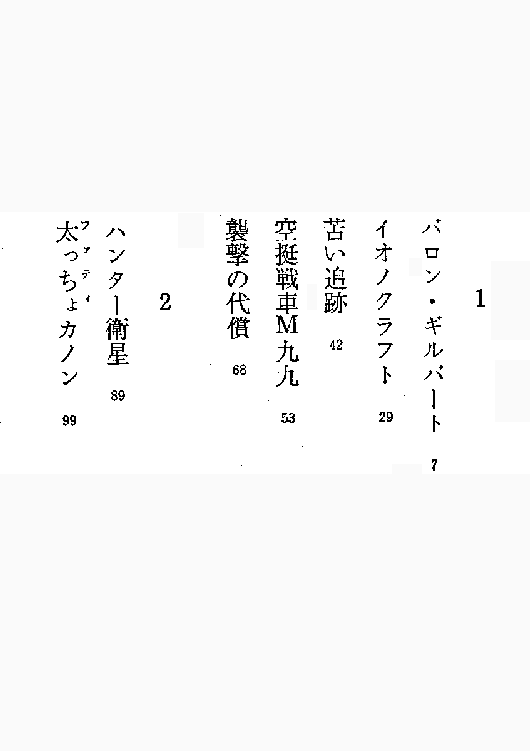 1
バロン・ギルバート 7
イオノクラフト 29
苦い追跡 42
空挺戦車M九九 53
襲撃の代償 68
2
ハンター衛星 89
太っちょカノン 99
ファティ